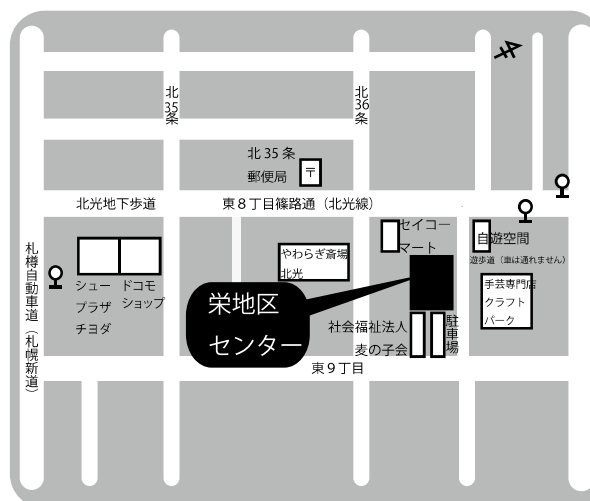 北
35
条
北
36
条
北35条
郵便局
〒
北光地下歩道
東8丁目篠路通（北光線）
札樽自動車道（札幌新道）
シュー
プラザ
チヨダ
ドコモ
ショップ
やわらぎ斎場
北光
セイコー
マート
自遊空間
遊歩道（車は通れません）
手芸専門店
クラフト
パーク
栄地区
センター
社会福祉法人
麦の子会
駐車場
東9丁目